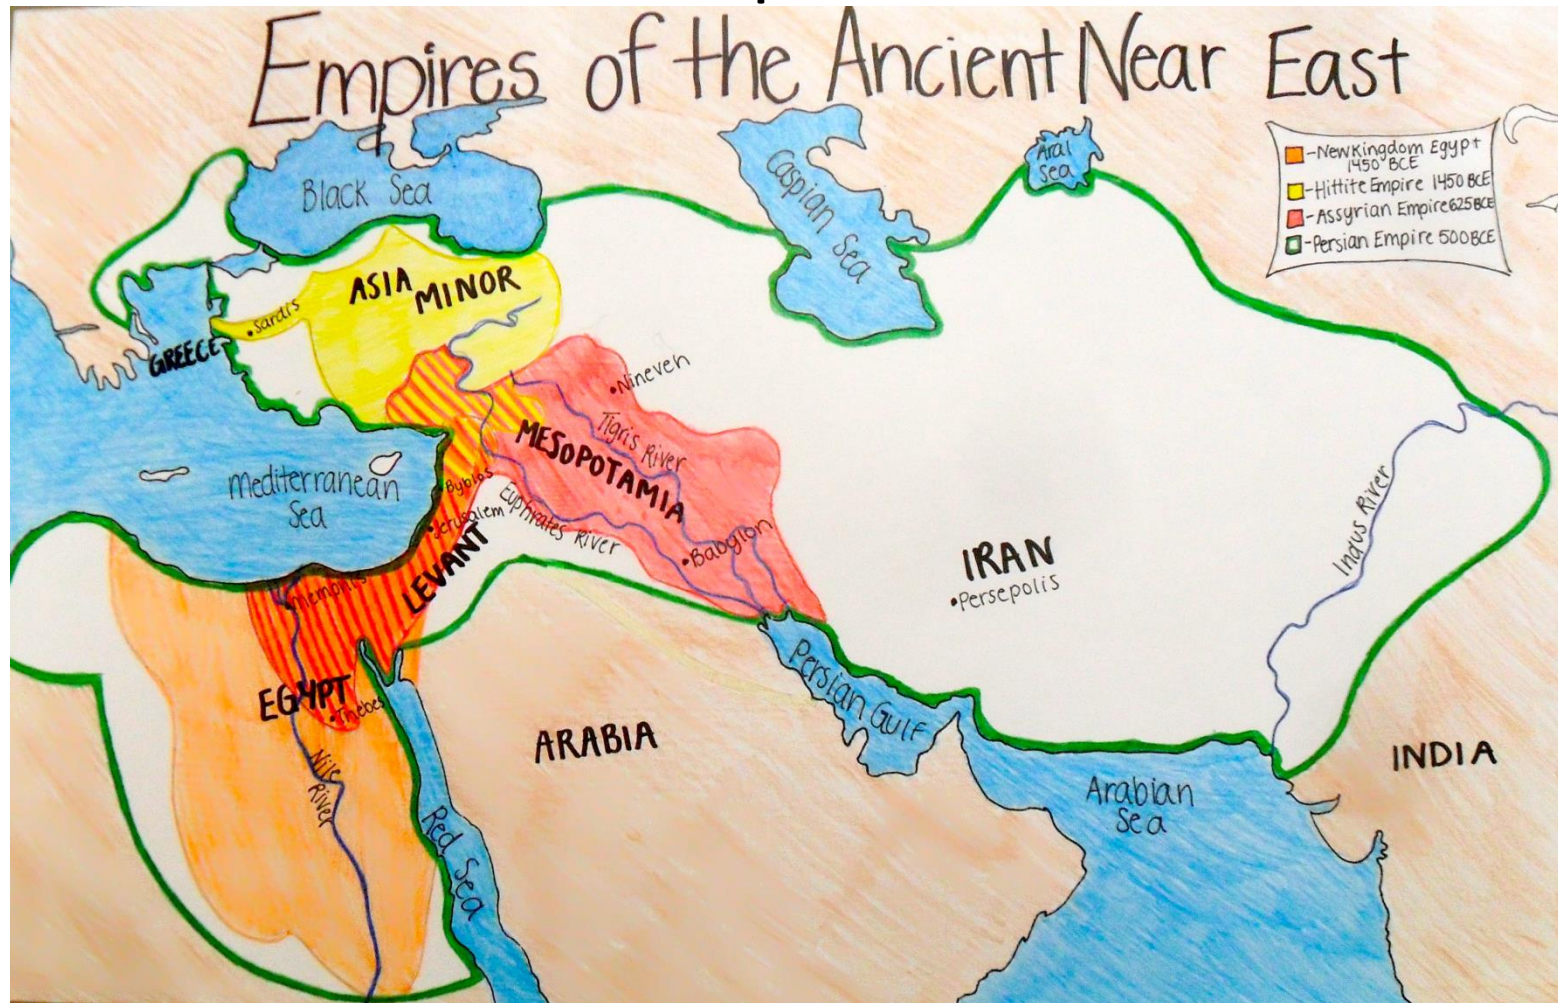 Empires of the Ancient Near East
-New Kingdom Egypt
1450 BCE
-Hittite Empire 1450 BCE
-Assyrian Empire 625 BCE
-Persian Empire 500 BCE
Black Sea
Caspian Sea
Aral
Sea
ASIA MINOR
Sardis
GREECE
Nineveh
Tigris River
MESOPOTAMIA
Mediterranean
Sea
Byblos
Jerusalem
Euphrates River
LEVANT
Babylon
IRAN
Persepolis
Indus River
Memphis
EGYPT
Thebes
Nile
River
Red Sea
ARABIA
Persian Gulf
Arabian
Sea
INDIA